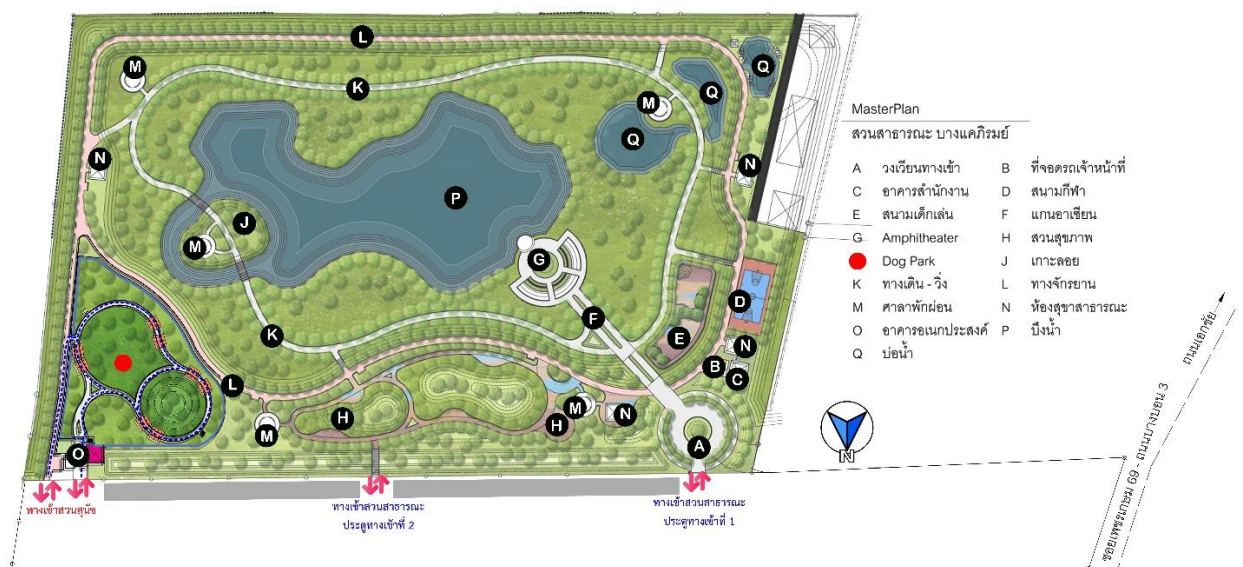 L
M
K
Q
Q
M
Q
N
N
P
J
M
G
D
F
E
K
N
B
C
L
H
M
H
M
N
A
O
MasterPlan
สวนสาธารณะ บางแคภิรมย์
A วงเวียนทางเข้า B ที่จอดรถเจ้าหน้าที่
C อาคารสำนักงาน D สนามกีฬา
E สนามเด็กเล่น F แกนอาเซียน
G Amphitheater H สวนสุขภาพ
Dog Park J เกาะลอย
K ทางเดิน - วิ่ง L ทางจักรยาน
M ศาลาพักผ่อน N ห้องสุขาสาธารณะ
O อาคารอเนกประสงค์ P บึงน้ำ
Q บ่อน้ำ
N
ทางเข้าสวนสุนัข
ทางเข้าสวนสาธารณะ
ประตูทางเข้าที่ 2
ทางเข้าสวนสาธารณะ
ประตูทางเข้าที่ 1
ซอยเพชรเกษม 69 - ถนนบางบอน 3
ถนนเอกชัย